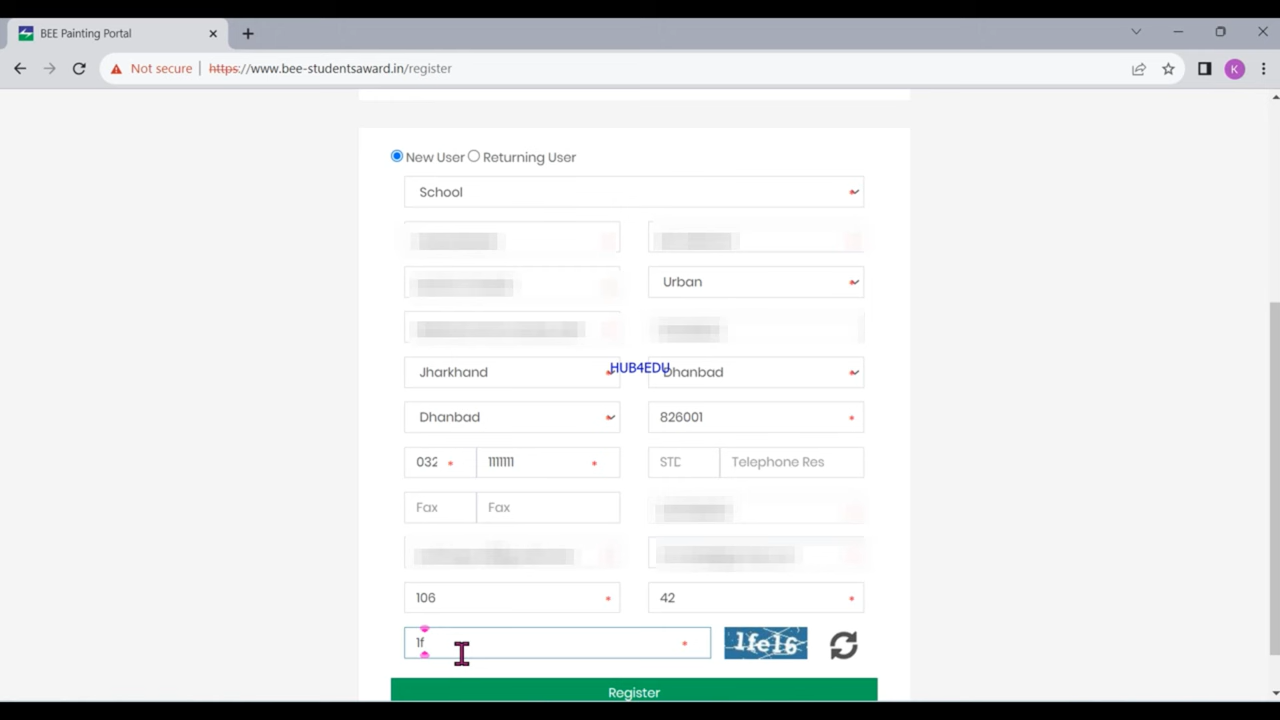 BEE Painting Portal
Not secure https://www.bee-studentsaward.in/register
K
New User Returning User
School
Urban
HUB4EDU
Jharkhand Dhanbad
Dhanbad 826001
032 1111111 STD Telephone Res
Fax Fax
106 42
1f 1fe16
Register